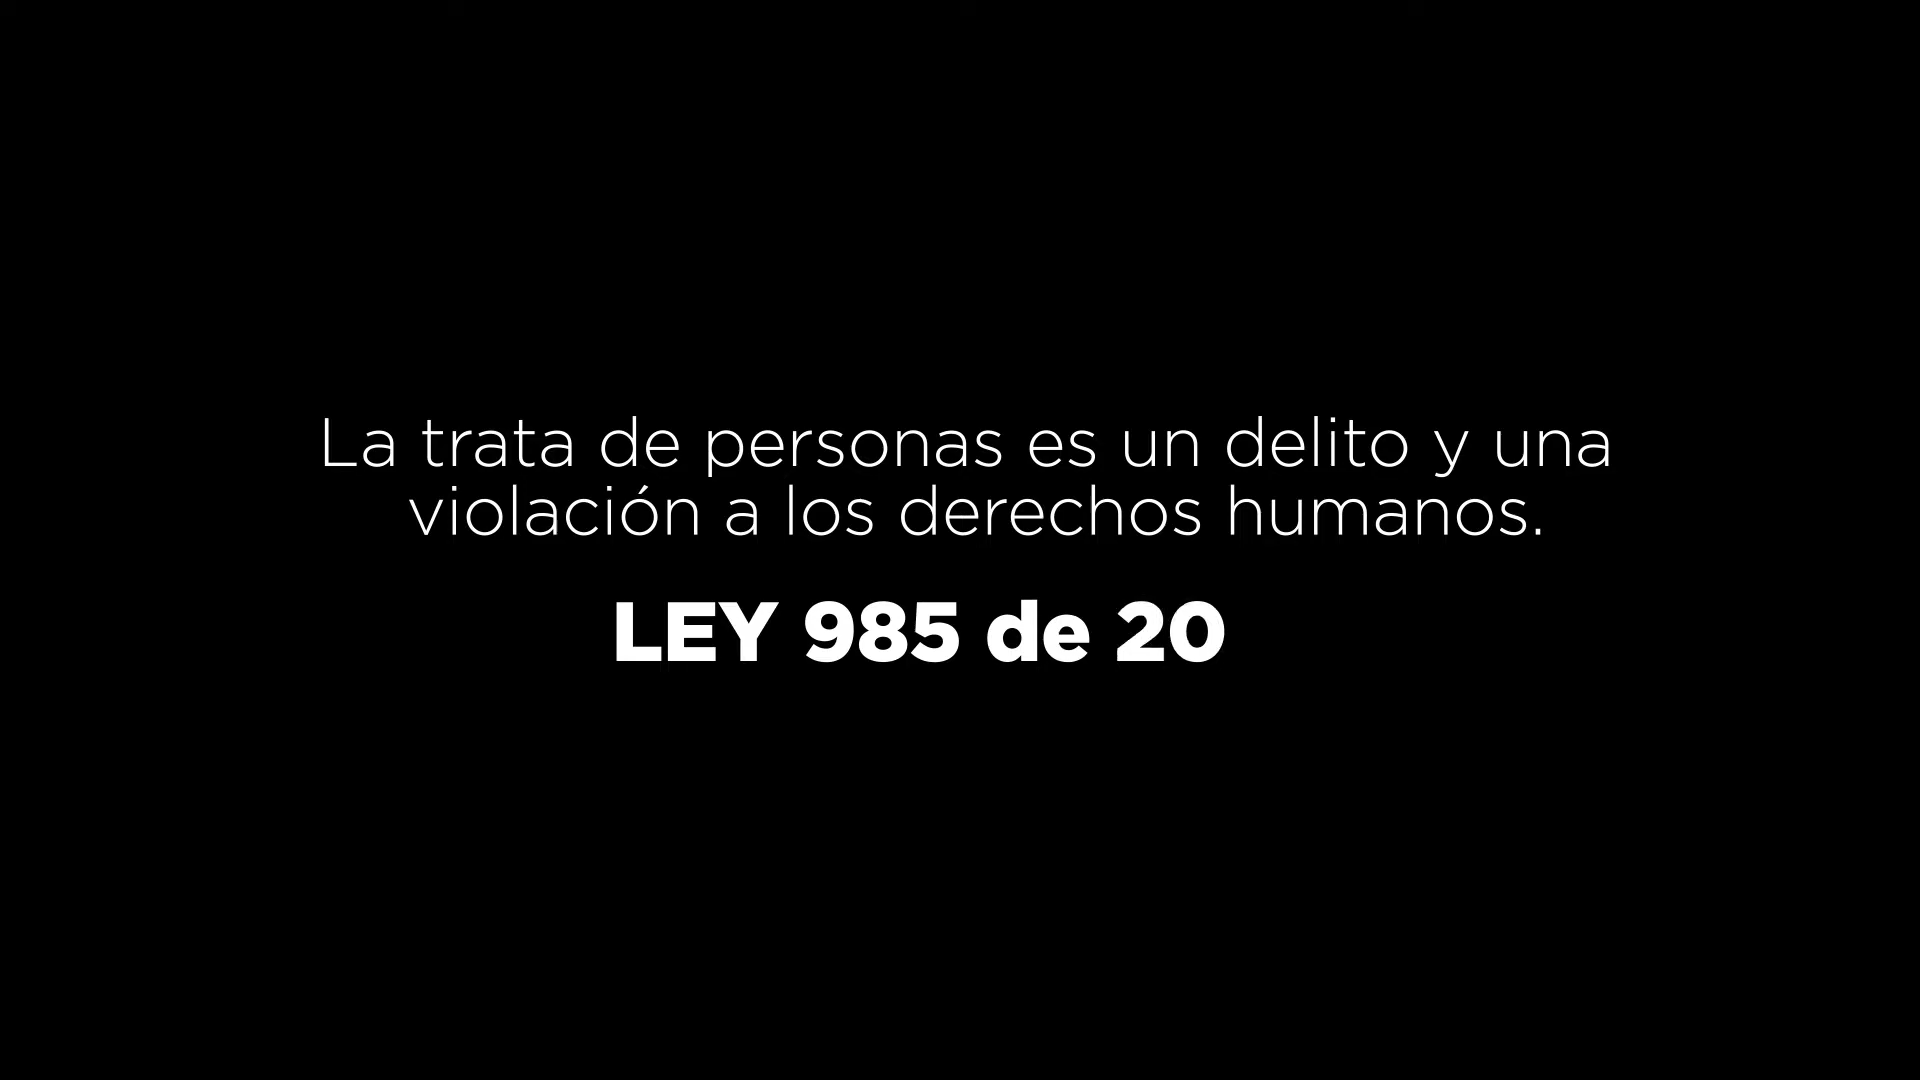 La trata de personas es un delito y una
violación a los derechos humanos.
LEY 985 de 20